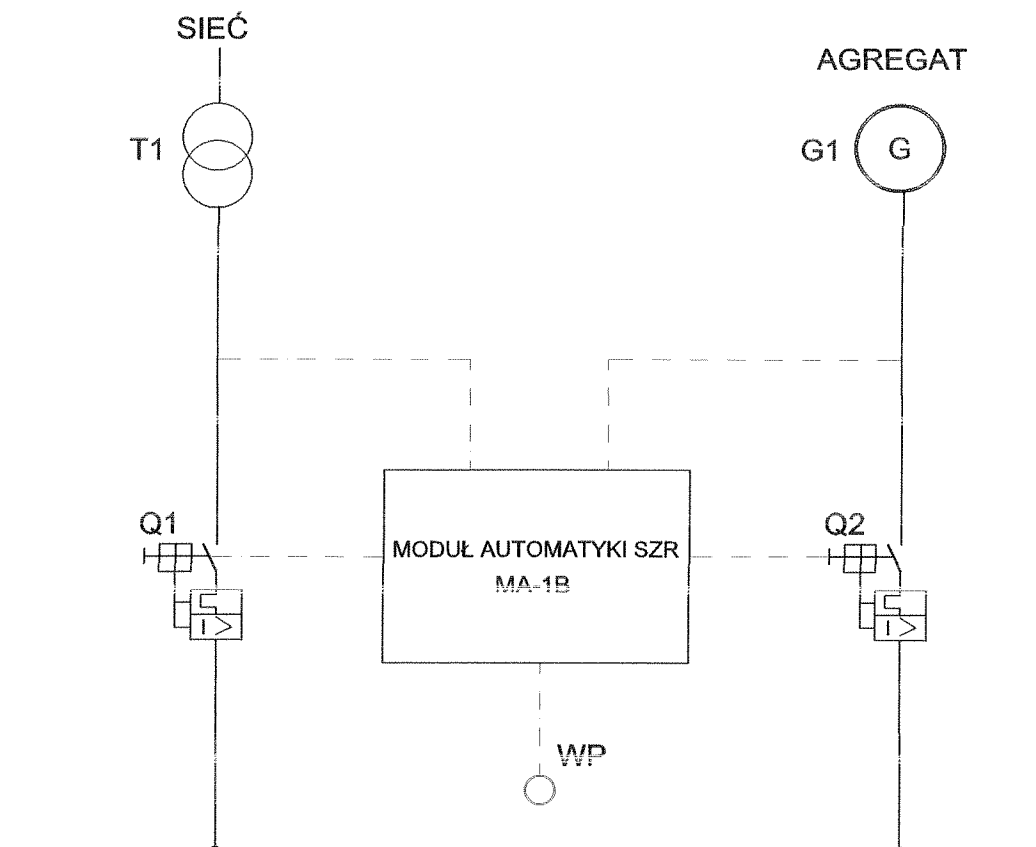 SIEĆ
AGREGAT
T1
G1
G
Q1
Q2
MODUŁ AUTOMATYKI SZR
MA-1B
I >
I >
WP